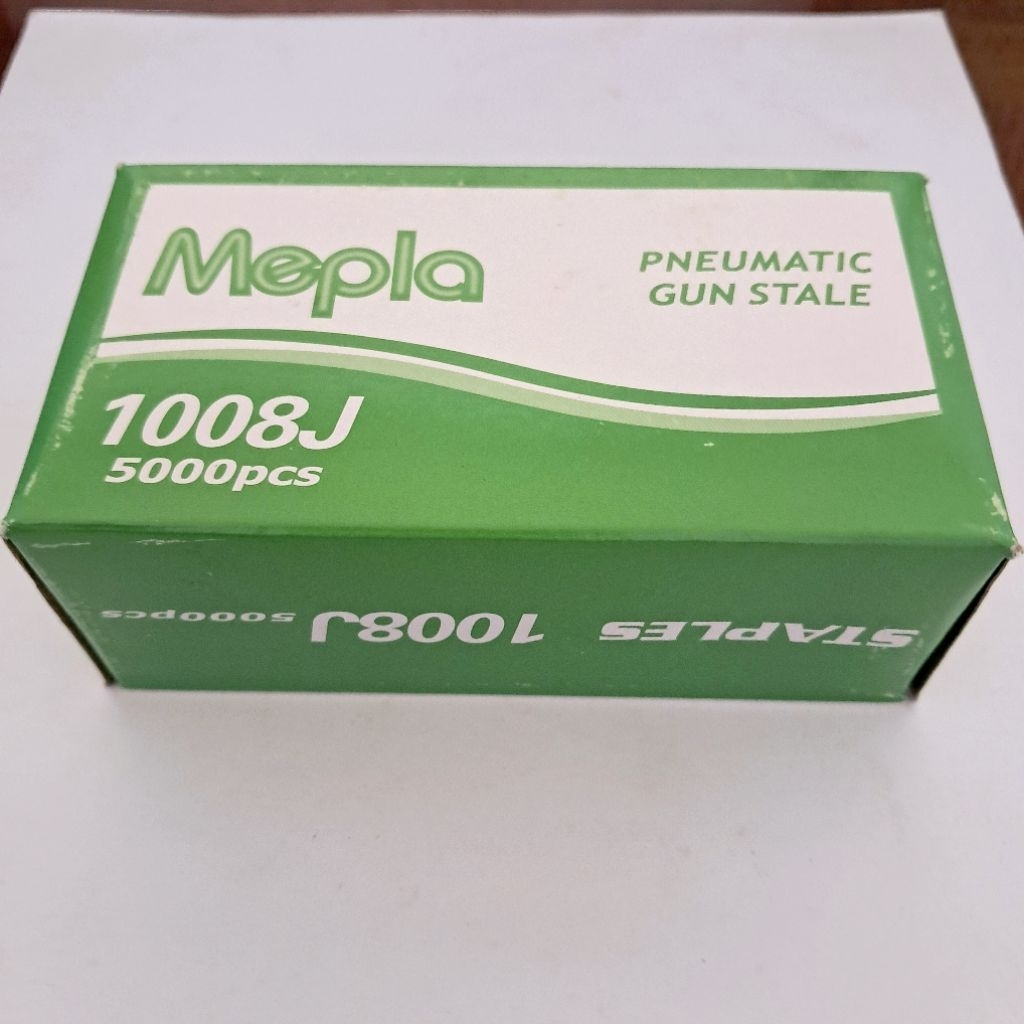 Mepla
PNEUMATIC
GUN STALE
1008J
5000pcs
STAPLES 1008J 5000pcs